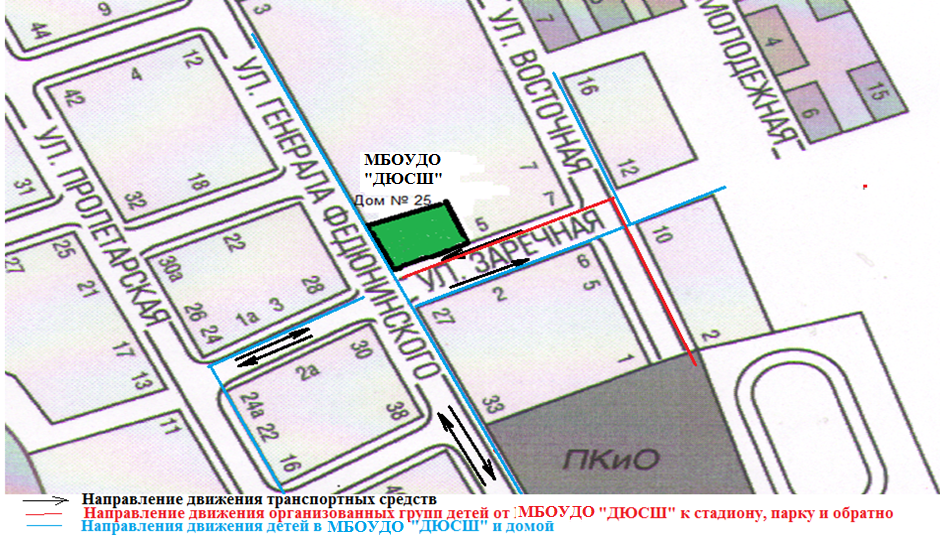 44
9
3
7
5
9
УЛ. ВОСТОЧНАЯ
МОЛОДЕЖНАЯ
4
6
15
42
4
12
32
18
УЛ. ГЕНЕРАЛА ФЕДЮНИНСКОГО
УЛ. ПРОЛЕТАРСКАЯ
16
12
МБОУДО
"ДЮСШ"
Дом № 25
7
7
5
31
27
25
21
17
13
11
22
30а
28
26
24
1а
3
УЛ. ЗАРЕЧНАЯ
10
2
6
5
2
27
1
33
30
2а
24а
22
38
16
ПКиО
Направление движения транспортных средств
Направление движения организованных групп детей от МБОУДО "ДЮСШ" к стадиону, парку и обратно
Направления движения детей в МБОУДО "ДЮСШ" и домой